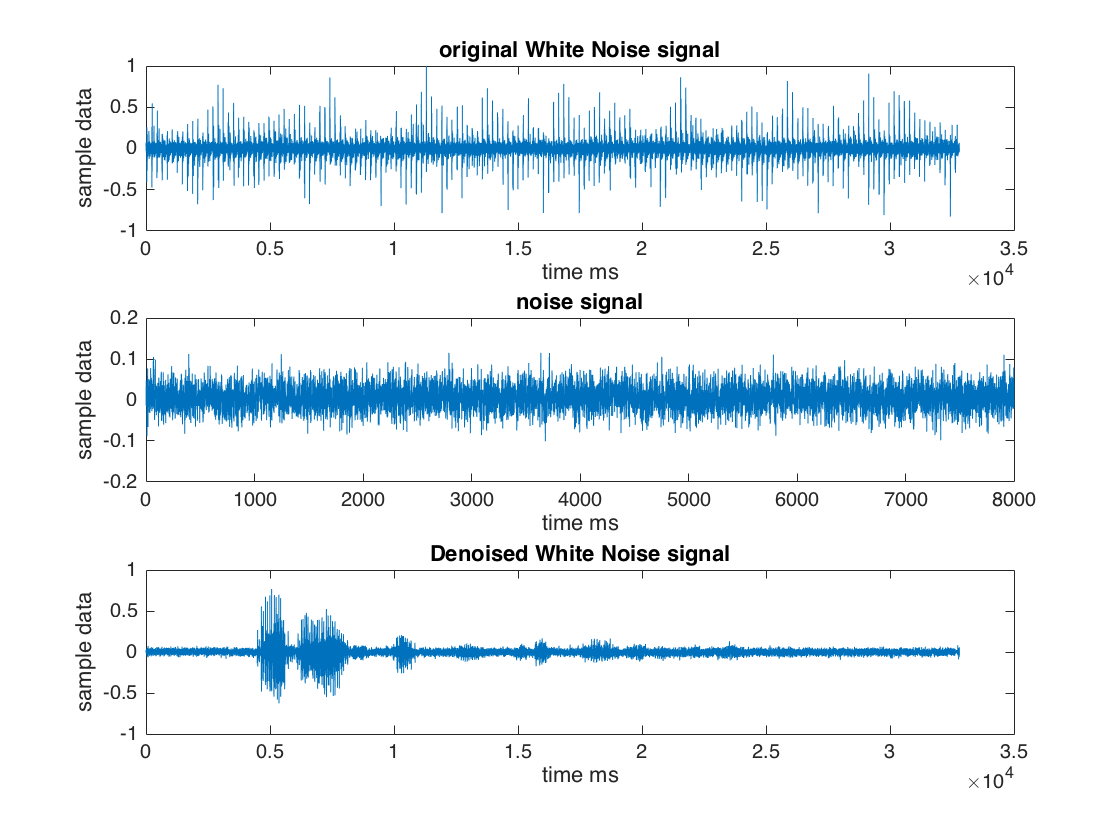 original White Noise signal
1
0.5
0
-0.5
-1
sample data
0 0.5 1 1.5 2 2.5 3 3.5
time ms
×10⁴
noise signal
0.2
0.1
0
-0.1
-0.2
sample data
0 1000 2000 3000 4000 5000 6000 7000 8000
time ms
Denoised White Noise signal
1
0.5
0
-0.5
-1
sample data
0 0.5 1 1.5 2 2.5 3 3.5
time ms
×10⁴